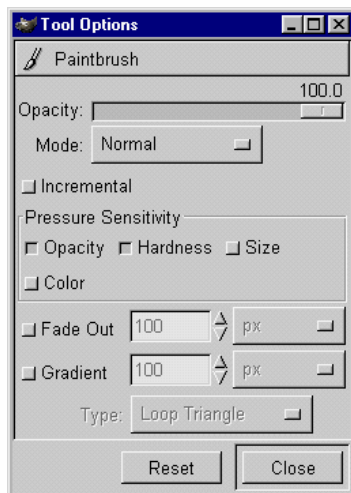 Tool Options
Paintbrush
100.0
Opacity:
Mode: Normal
Incremental
Pressure Sensitivity
Opacity Hardness Size
Color
Fade Out 100 px
Gradient 100 px
Type: Loop Triangle
Reset Close